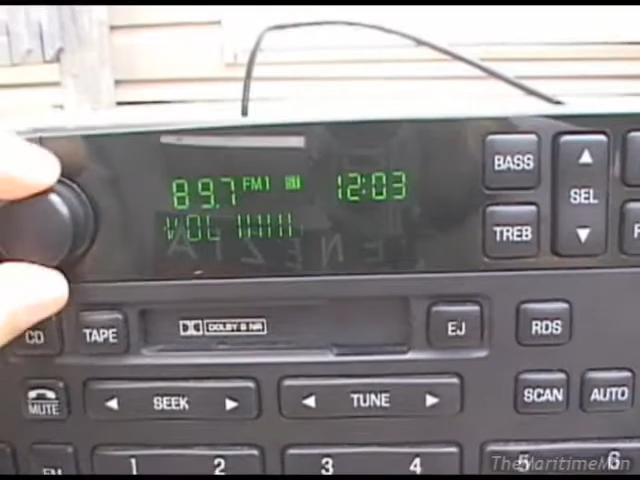 BASS
89.7 FM1 12:03
SEL
VOL
TREB
CD
TAPE
DOLBY B NR
EJ
RDS
MUTE
SEEK
TUNE
SCAN
AUTO
FM
1 2 3 4 5 6
TheMaritimeMan